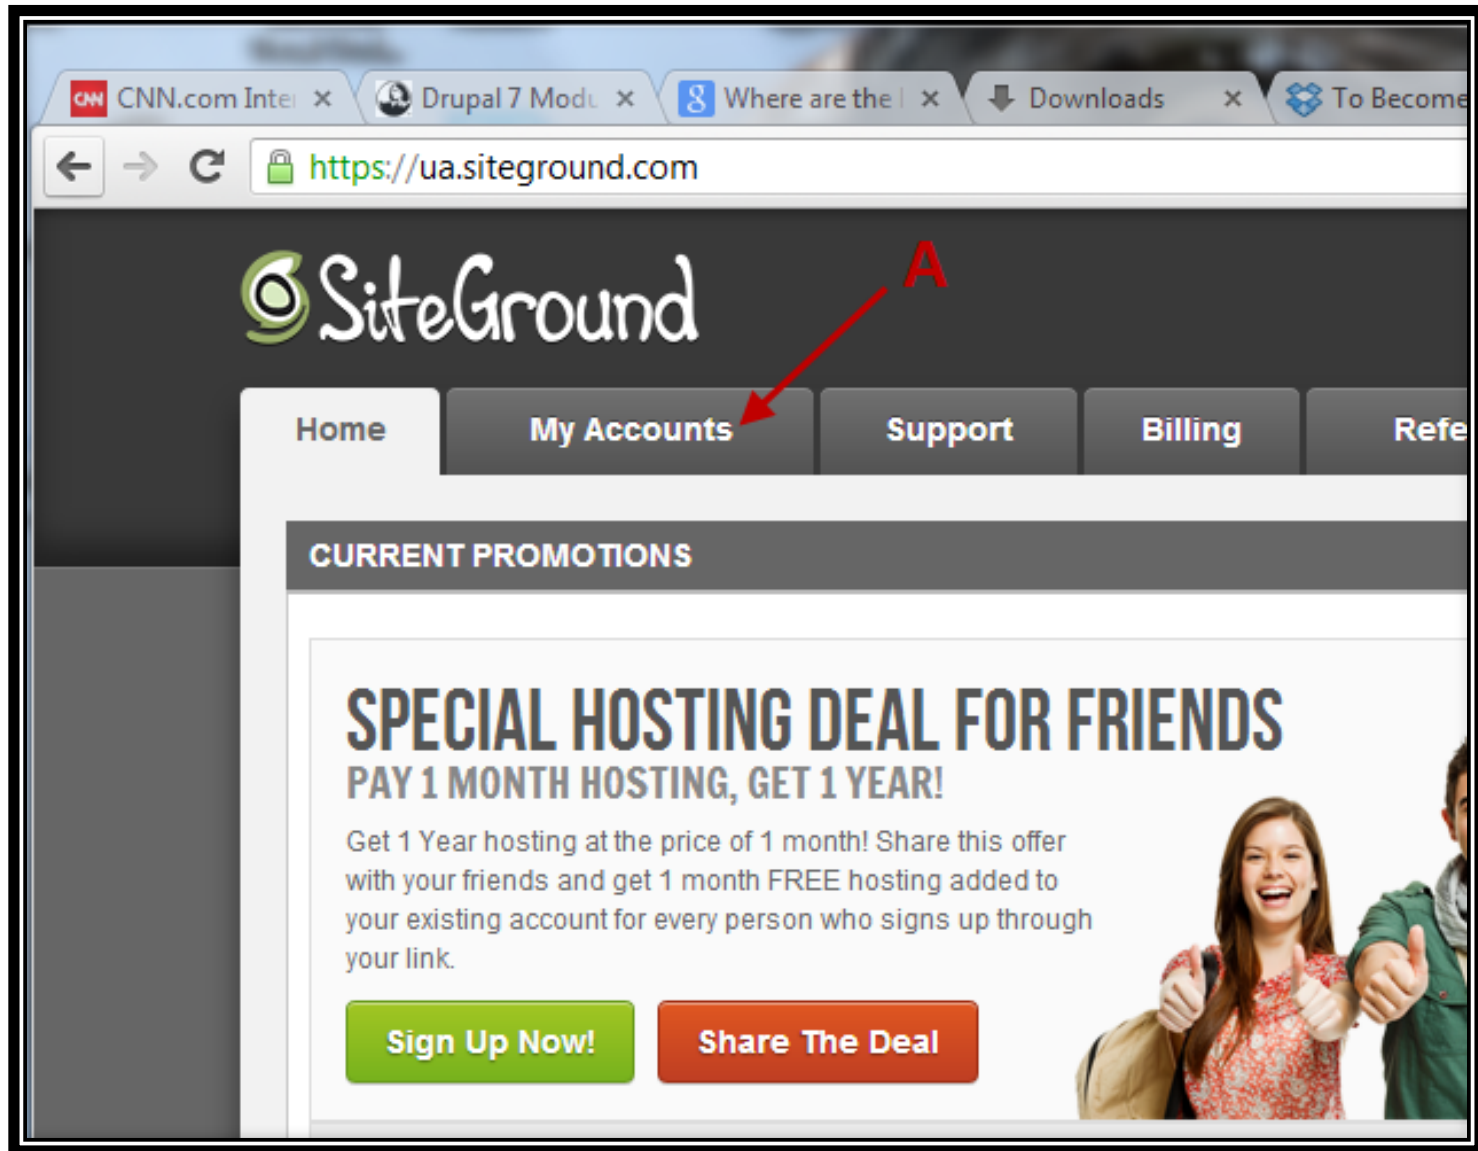 CNN CNN.com Inte Drupal 7 Modu 8 Where are the Downloads To Become
https://ua.siteground.com
SiteGround
A
Home My Accounts Support Billing Refe
CURRENT PROMOTIONS
SPECIAL HOSTING DEAL FOR FRIENDS
PAY 1 MONTH HOSTING, GET 1 YEAR!
Get 1 Year hosting at the price of 1 month! Share this offer
with your friends and get 1 month FREE hosting added to
your existing account for every person who signs up through
your link.
Sign Up Now! Share The Deal